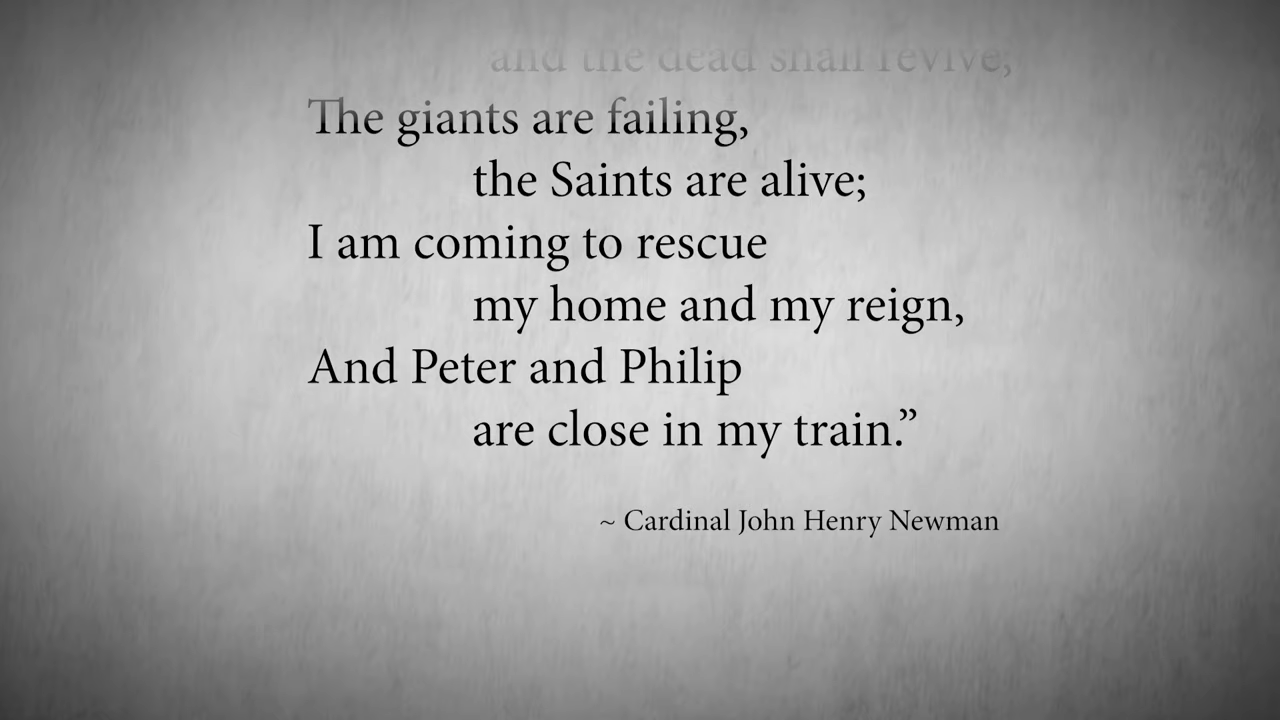 and the dead shall revive;
The giants are failing,
the Saints are alive;
I am coming to rescue
my home and my reign,
And Peter and Philip
are close in my train.”
~ Cardinal John Henry Newman